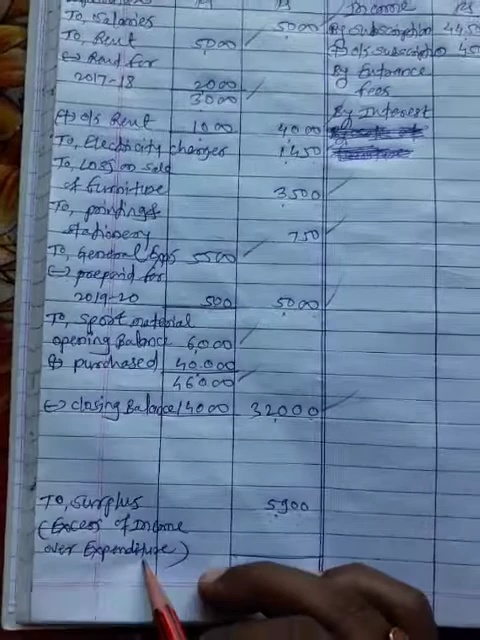 To, Salaries 5000
To, Rent 5000
(-) Rent for
2017-18 2000
3000
(+) o/s Rent 1000 4000
To, Electricity charges 1450
To, Loss on sale
of furniture 3500
To, printing &
stationery 750
To, General Exps 5500
(-) prepaid for
2019-20 500 5000
To, Sport material
opening Balance 6000
(+) purchased 40.000
46000
(-) closing Balance 14000 32000
To, Surplus 5900
(Excess of Income
over Expenditure)
Income Rs
By Subscription
(+) o/s subscription
By Entrance
fees
By Interest